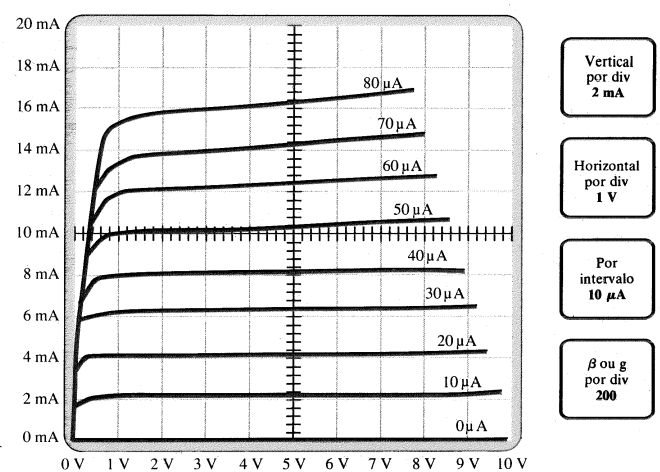 20 mA
18 mA
16 mA
14 mA
12 mA
10 mA
8 mA
6 mA
4 mA
2 mA
0 mA
80 μA
70 μA
60 μA
50 μA
40 μA
30 μA
20 μA
10 μA
0 μA
0 V 1 V 2 V 3 V 4 V 5 V 6 V 7 V 8 V 9 V 10 V
Vertical
por div
2 mA
Horizontal
por div
1 V
Por
intervalo
10 μA
β ou g
por div
200